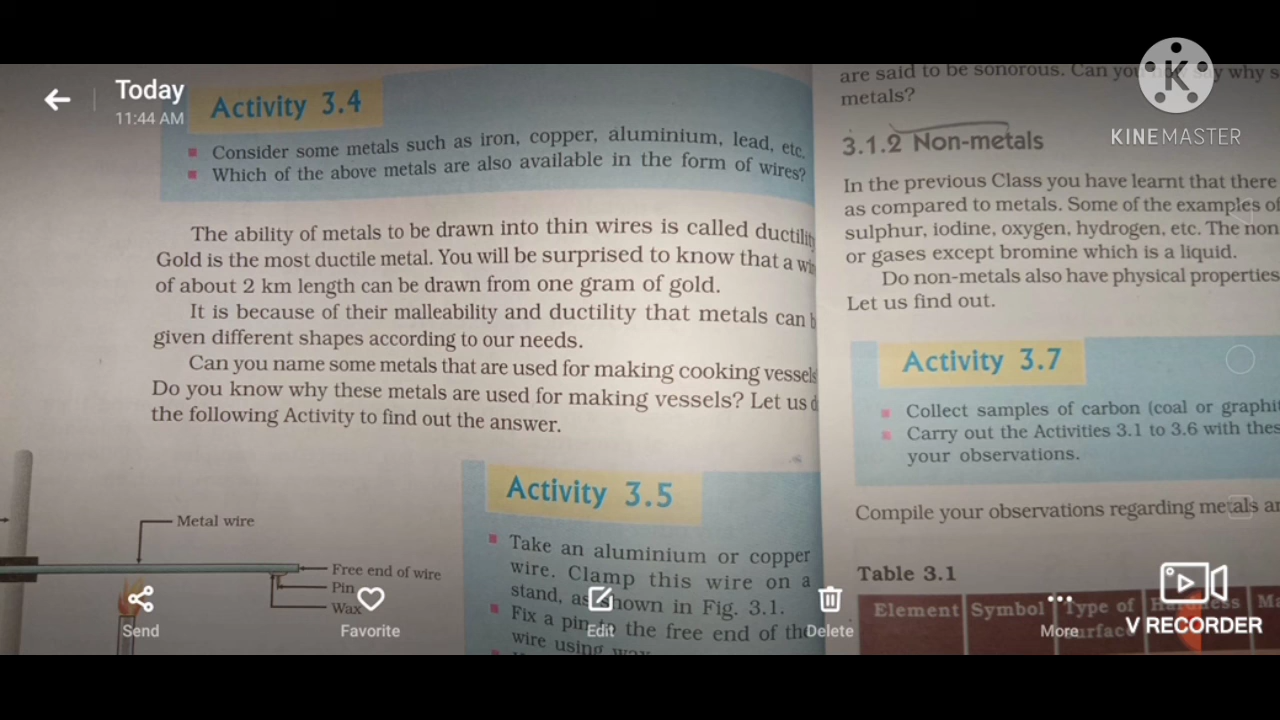 Today
11:44 AM
KINEMASTER
Activity 3.4
Consider some metals such as iron, copper, aluminium, lead, etc.
Which of the above metals are also available in the form of wires?
The ability of metals to be drawn into thin wires is called ductility
Gold is the most ductile metal. You will be surprised to know that a
of about 2 km length can be drawn from one gram of gold.
It is because of their malleability and ductility that metals can
given different shapes according to our needs.
Can you name some metals that are used for making cooking vessels
Do you know why these metals are used for making vessels? Let us
the following Activity to find out the answer.
Metal wire
Free end of wire
Pin
Wax
Activity 3.5
Take an aluminium or copper
wire. Clamp this wire on a
stand, as shown in Fig. 3.1.
Fix a pin to the free end of the
wire using wax.
are said to be sonorous. Can you why
metals?
3.1.2 Non-metals
In the previous Class you have learnt that there
as compared to metals. Some of the examples of
sulphur, iodine, oxygen, hydrogen, etc. The non
or gases except bromine which is a liquid.
Do non-metals also have physical properties
Let us find out.
Activity 3.7
Collect samples of carbon (coal or
Carry out the Activities 3.1 to 3.6 with
your observations.
Compile your observations regarding metals
Table 3.1
Element Symbol Type of Hardness
surface
Send
Favorite
Edit
Delete
More
V RECORDER